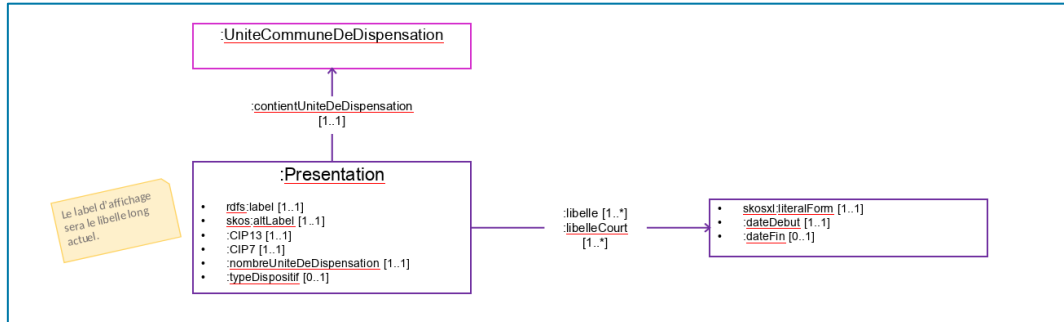 :UniteCommuneDeDispensation
:contientUniteDeDispensation
[1..1]
:Presentation
• rdfs:label [1..1]
• skos:altLabel [1..1]
• :CIP13 [1..1]
• :CIP7 [1..1]
• :nombreUniteDeDispensation [1..1]
• :typeDispositif [0..1]
Le label d'affichage
sera le libelle long
actuel.
:libelle [1..*]
:libelleCourt
[1..*]
• skosxl:literalForm [1..1]
• :dateDebut [1..1]
• :dateFin [0..1]